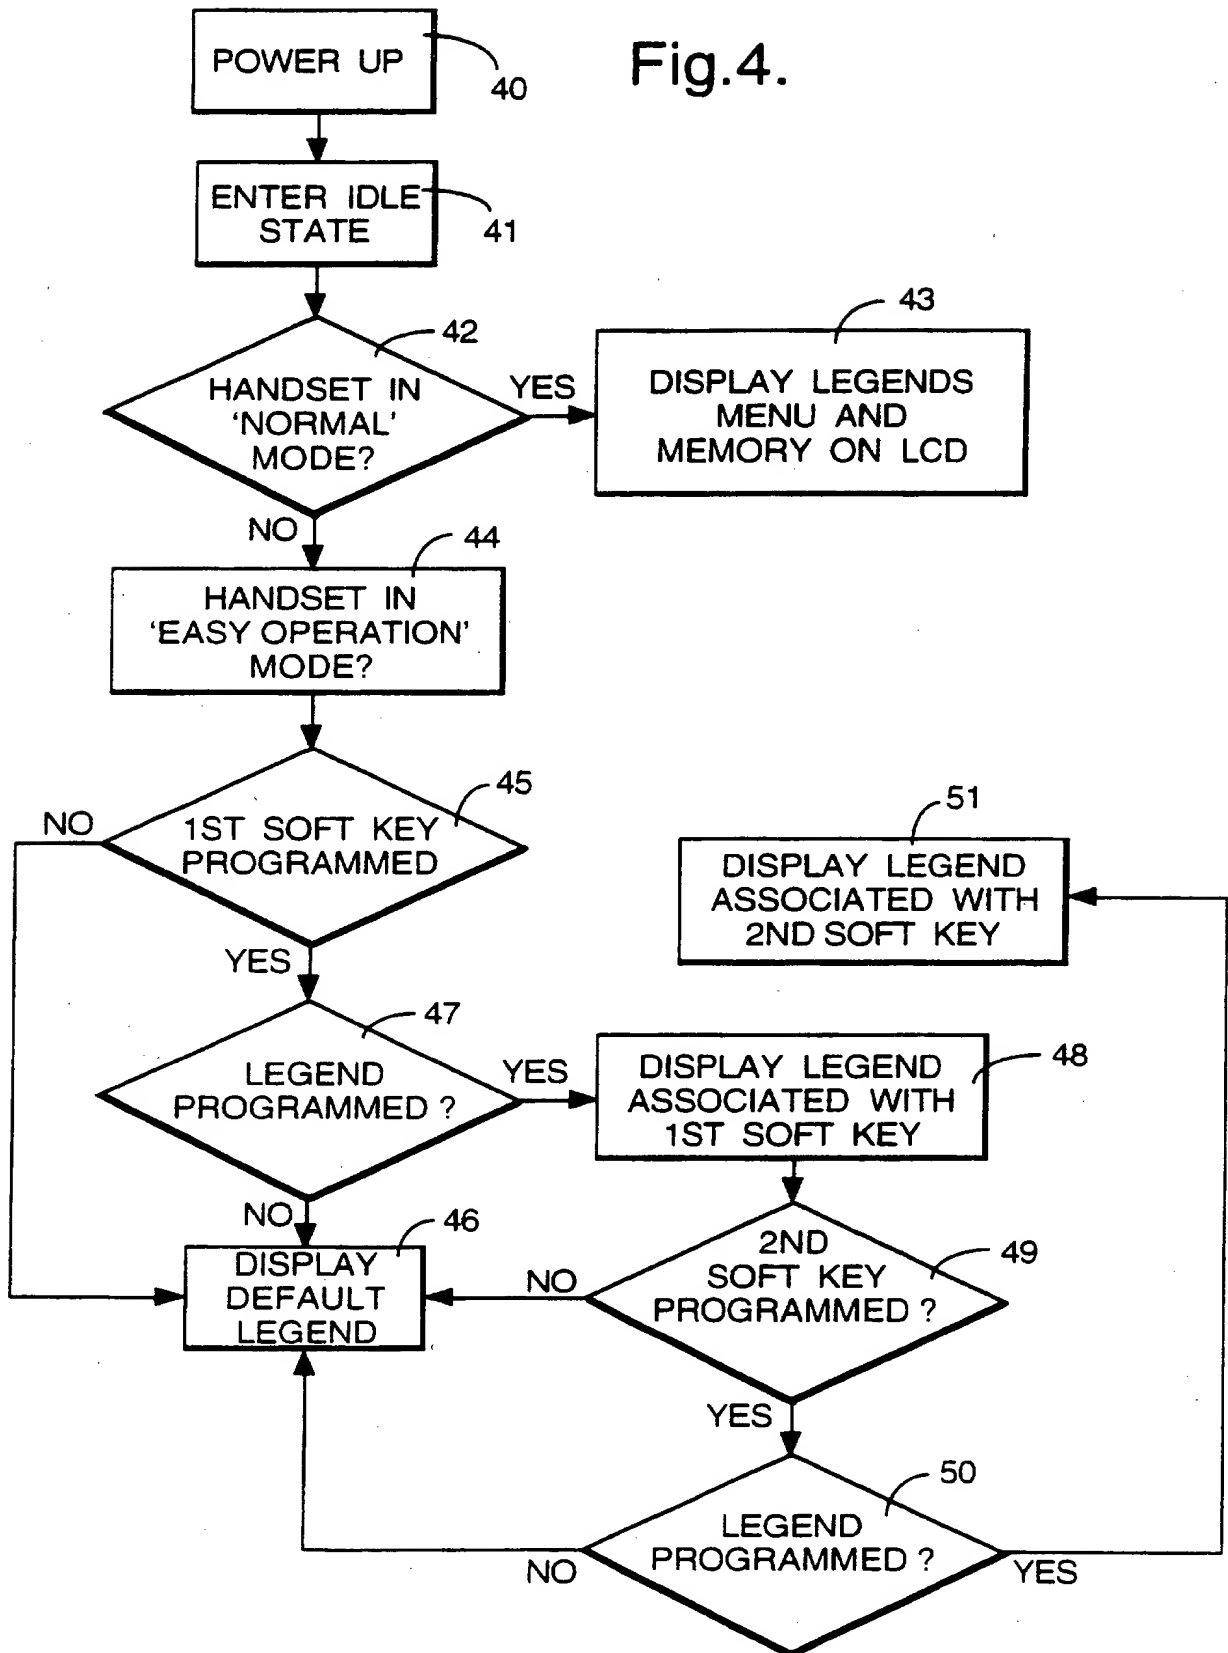 POWER UP
40
Fig.4.
ENTER IDLE
STATE
41
42
HANDSET IN
'NORMAL'
MODE?
YES
43
DISPLAY LEGENDS
MENU AND
MEMORY ON LCD
NO
44
HANDSET IN
'EASY OPERATION'
MODE?
45
NO
1ST SOFT KEY
PROGRAMMED
51
DISPLAY LEGEND
ASSOCIATED WITH
2ND SOFT KEY
YES
47
LEGEND
PROGRAMMED ?
YES
48
DISPLAY LEGEND
ASSOCIATED WITH
1ST SOFT KEY
NO
46
DISPLAY
DEFAULT
LEGEND
NO
49
2ND
SOFT KEY
PROGRAMMED ?
YES
50
LEGEND
PROGRAMMED ?
NO
YES